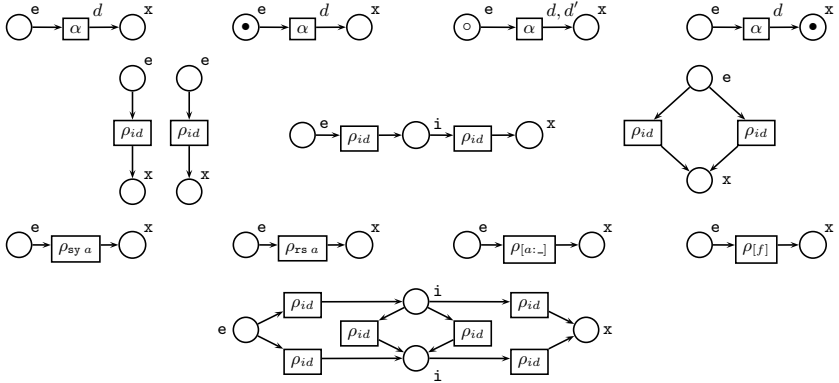 e α d x e α d x e α d, d′ x e α d x
e e e
ρid ρid e ρid i ρid x ρid ρid
x x x
e ρsy a x e ρrs a x e ρ[a:_] x e ρ[f] x
ρid i ρid
e ρid ρid x
ρid ρid
i